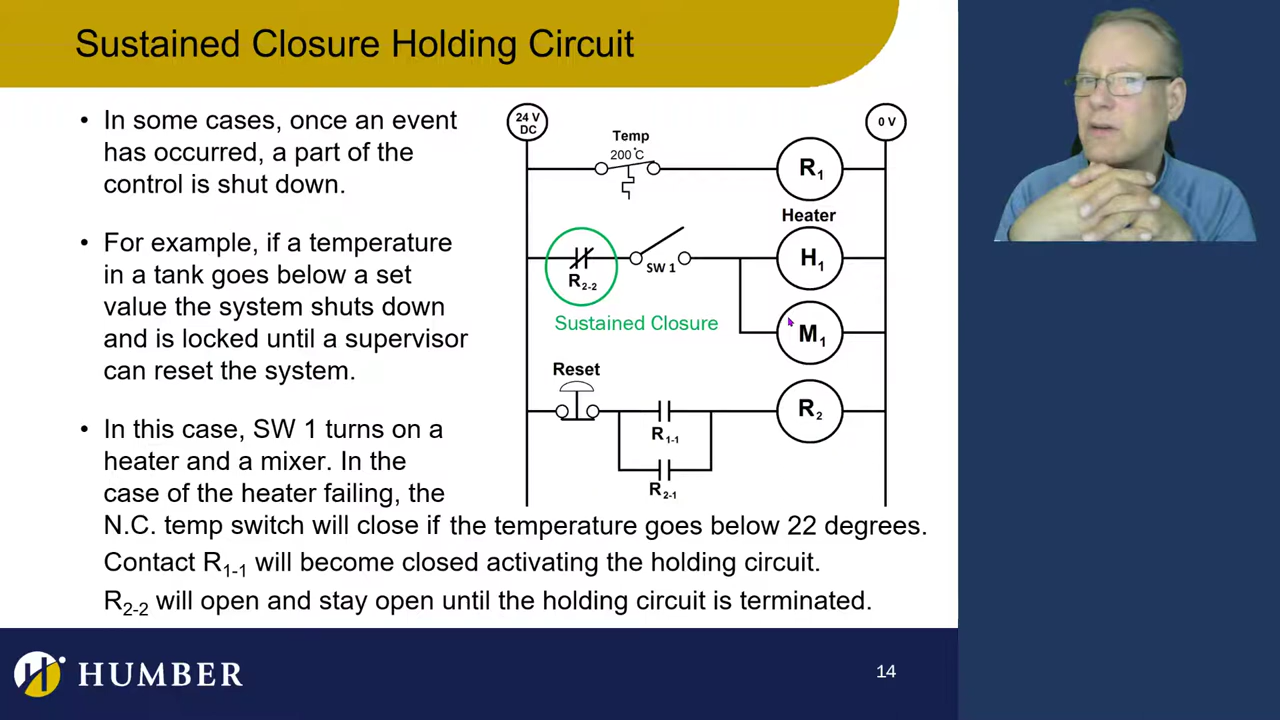 Sustained Closure Holding Circuit
• In some cases, once an event
has occurred, a part of the
control is shut down.
• For example, if a temperature
in a tank goes below a set
value the system shuts down
and is locked until a supervisor
can reset the system.
• In this case, SW 1 turns on a
heater and a mixer. In the
case of the heater failing, the
N.C. temp switch will close if the temperature goes below 22 degrees.
Contact R1-1 will become closed activating the holding circuit.
R2-2 will open and stay open until the holding circuit is terminated.
24 V
DC
0 V
Temp
200°C
R1
Heater
R2-2
SW 1
H1
Sustained Closure
M1
Reset
R1-1
R2
R2-1
HUMBER
14